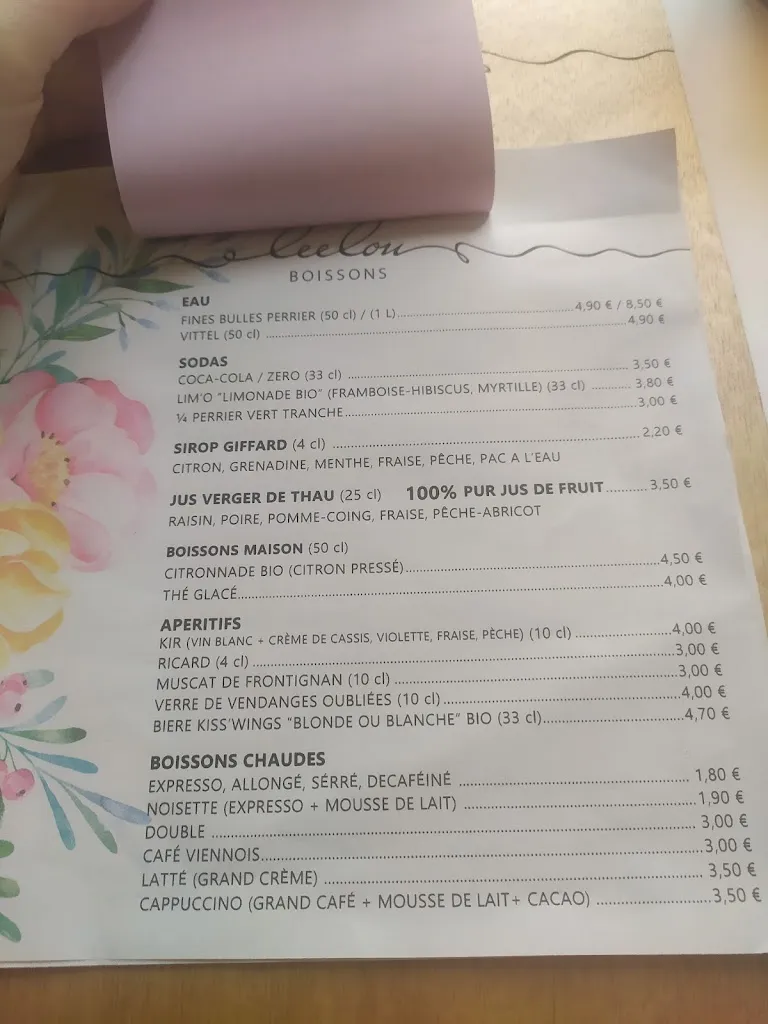 leelou
BOISSONS
EAU
FINES BULLES PERRIER (50 cl) / (1 L)..........4,90 € / 8,50 €
VITTEL (50 cl) ..........4,90 €
SODAS
COCA-COLA / ZERO (33 cl) ..........3,50 €
LIM'O "LIMONADE BIO" (FRAMBOISE-HIBISCUS, MYRTILLE) (33 cl) ..........3,80 €
¼ PERRIER VERT TRANCHE..........3,00 €
SIROP GIFFARD (4 cl) ..........2,20 €
CITRON, GRENADINE, MENTHE, FRAISE, PÊCHE, PAC A L'EAU
JUS VERGER DE THAU (25 cl) 100% PUR JUS DE FRUIT..........3,50 €
RAISIN, POIRE, POMME-COING, FRAISE, PÊCHE-ABRICOT
BOISSONS MAISON (50 cl)
CITRONNADE BIO (CITRON PRESSÉ)..........4,50 €
THÉ GLACÉ..........4,00 €
APERITIFS
KIR (VIN BLANC + CRÈME DE CASSIS, VIOLETTE, FRAISE, PÈCHE) (10 cl) ..........4,00 €
RICARD (4 cl) ..........3,00 €
MUSCAT DE FRONTIGNAN (10 cl) ..........3,00 €
VERRE DE VENDANGES OUBLIÉES (10 cl)..........4,00 €
BIERE KISS'WINGS "BLONDE OU BLANCHE" BIO (33 cl)..........4,70 €
BOISSONS CHAUDES
EXPRESSO, ALLONGÉ, SÉRRÉ, DECAFÉINÉ ..........1,80 €
NOISETTE (EXPRESSO + MOUSSE DE LAIT) ..........1,90 €
DOUBLE ..........3,00 €
CAFÉ VIENNOIS..........3,00 €
LATTÉ (GRAND CRÈME) ..........3,50 €
CAPPUCCINO (GRAND CAFÉ + MOUSSE DE LAIT+ CACAO) ..........3,50 €